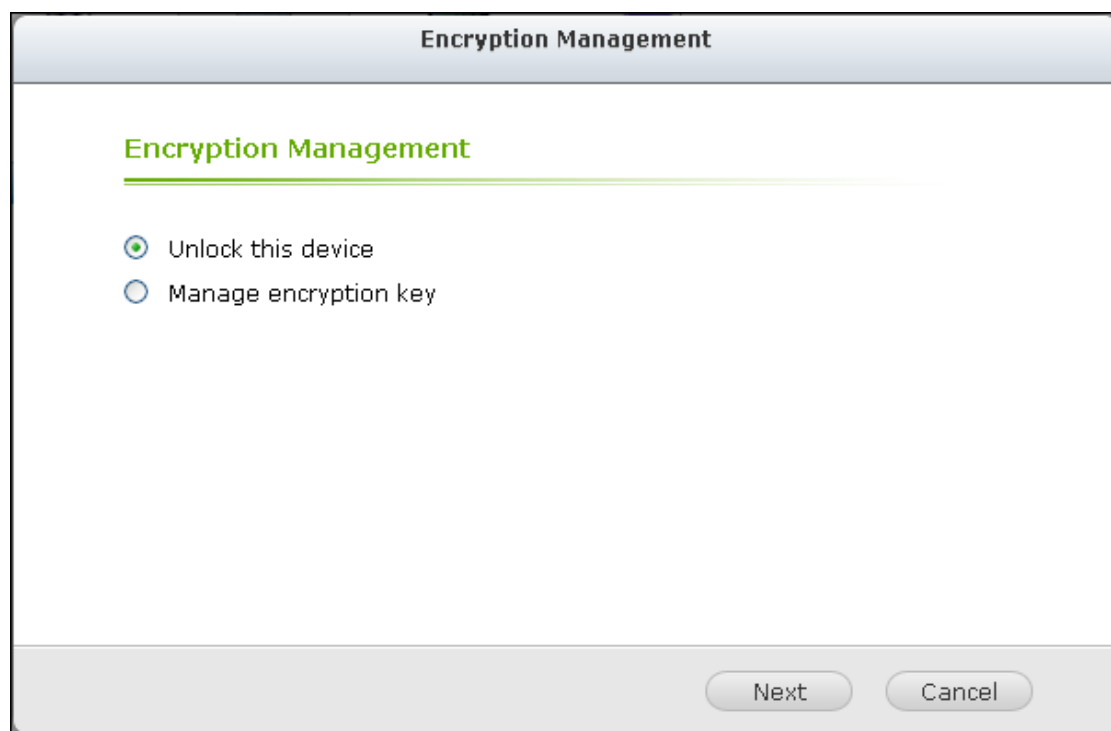 Encryption Management
Encryption Management
Unlock this device
Manage encryption key
Next Cancel